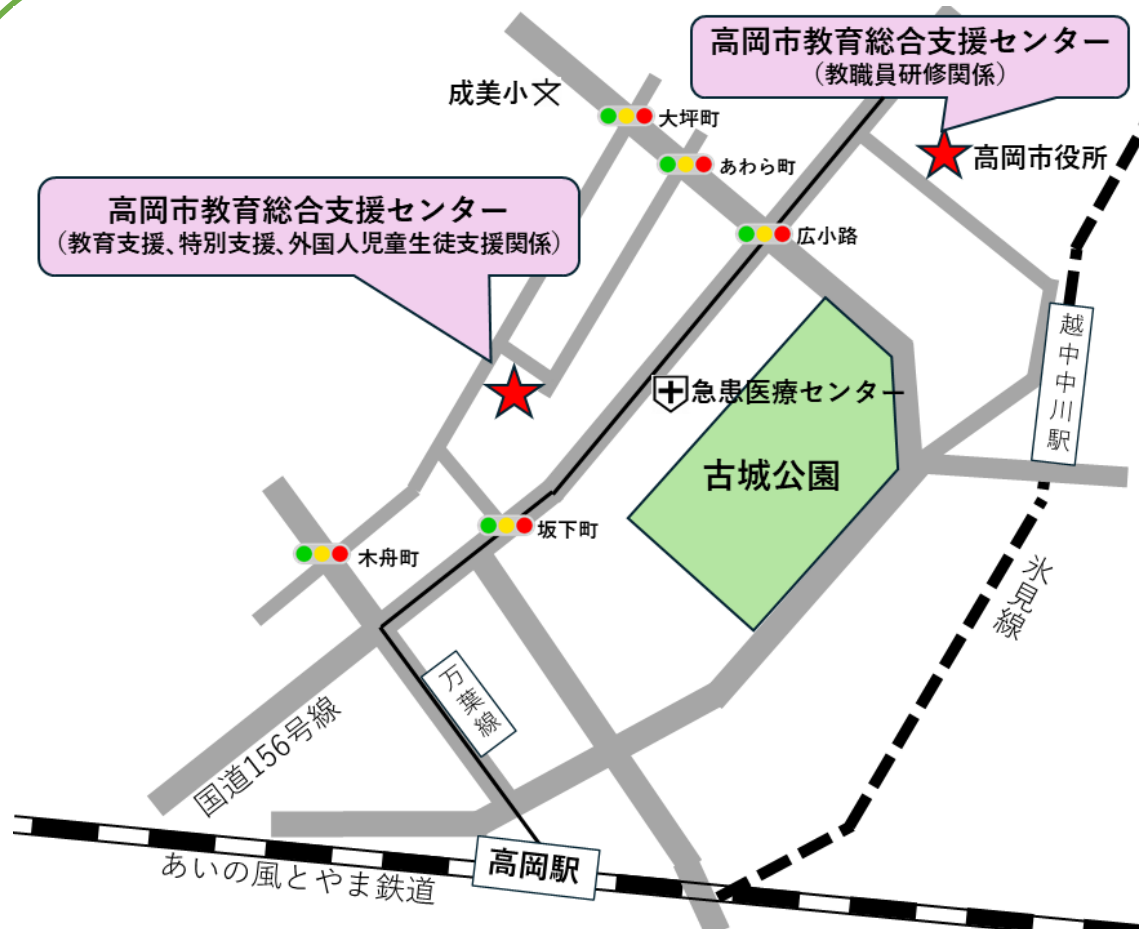 高岡市教育総合支援センター
（教職員研修関係）
成美小
大坪町
あわら町
高岡市役所
高岡市教育総合支援センター
（教育支援、特別支援、外国人児童生徒支援関係）
広小路
越中中川駅
急患医療センター
古城公園
坂下町
木舟町
氷見線
万葉線
国道156号線
高岡駅
あいの風とやま鉄道